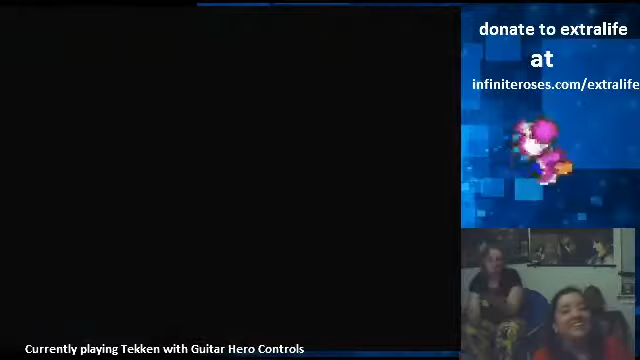 donate to extralife
at
infiniteroses.com/extralife
Currently playing Tekken with Guitar Hero Controls